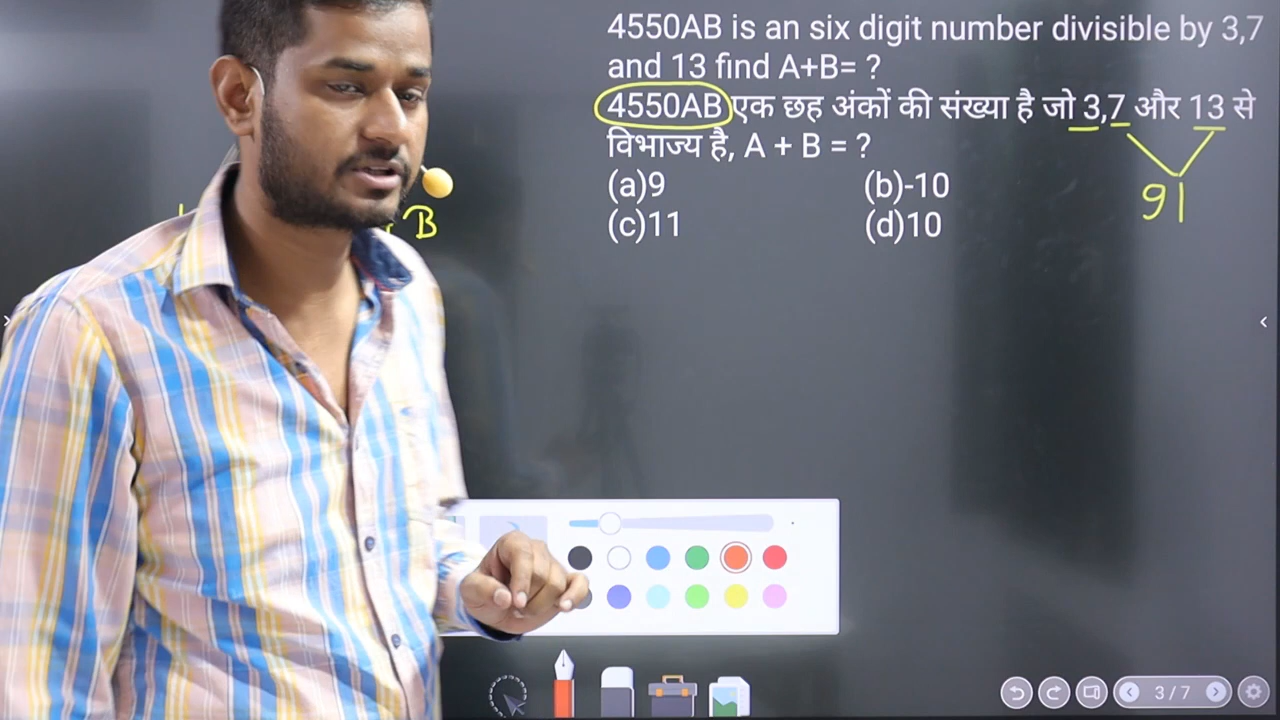 4550AB is an six digit number divisible by 3,7
and 13 find A+B= ?
4550AB एक छह अंकों की संख्या है जो 3,7 और 13 से
विभाज्य है, A + B = ?
(a)9 (b)-10
(c)11 (d)10
91
B
3/7